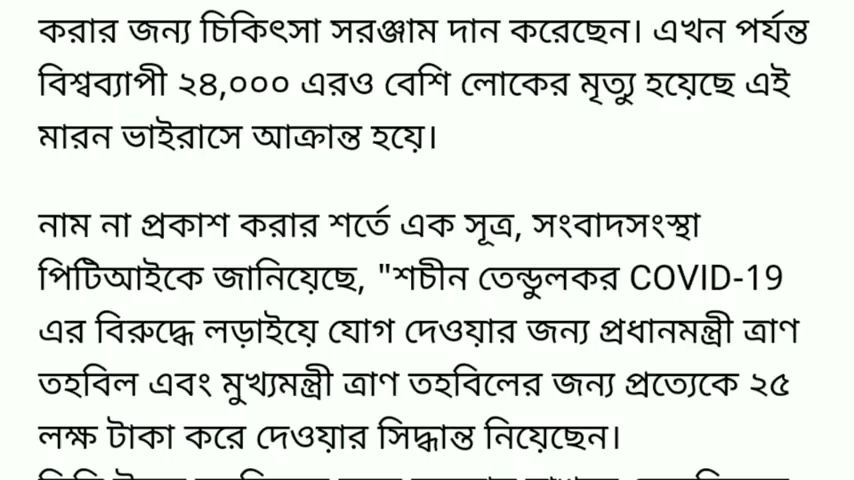 করার জন্য চিকিৎসা সরঞ্জাম দান করেছেন। এখন পর্যন্ত
বিশ্বব্যাপী ২৪,০০০ এরও বেশি লোকের মৃত্যু হয়েছে এই
মারন ভাইরাসে আক্রান্ত হয়ে।
নাম না প্রকাশ করার শর্তে এক সূত্র, সংবাদসংস্থা
পিটিআইকে জানিয়েছে, "শচীন তেন্ডুলকর COVID-19
এর বিরুদ্ধে লড়াইয়ে যোগ দেওয়ার জন্য প্রধানমন্ত্রী ত্রাণ
তহবিল এবং মুখ্যমন্ত্রী ত্রাণ তহবিলের জন্য প্রত্যেকে ২৫
লক্ষ টাকা করে দেওয়ার সিদ্ধান্ত নিয়েছেন।